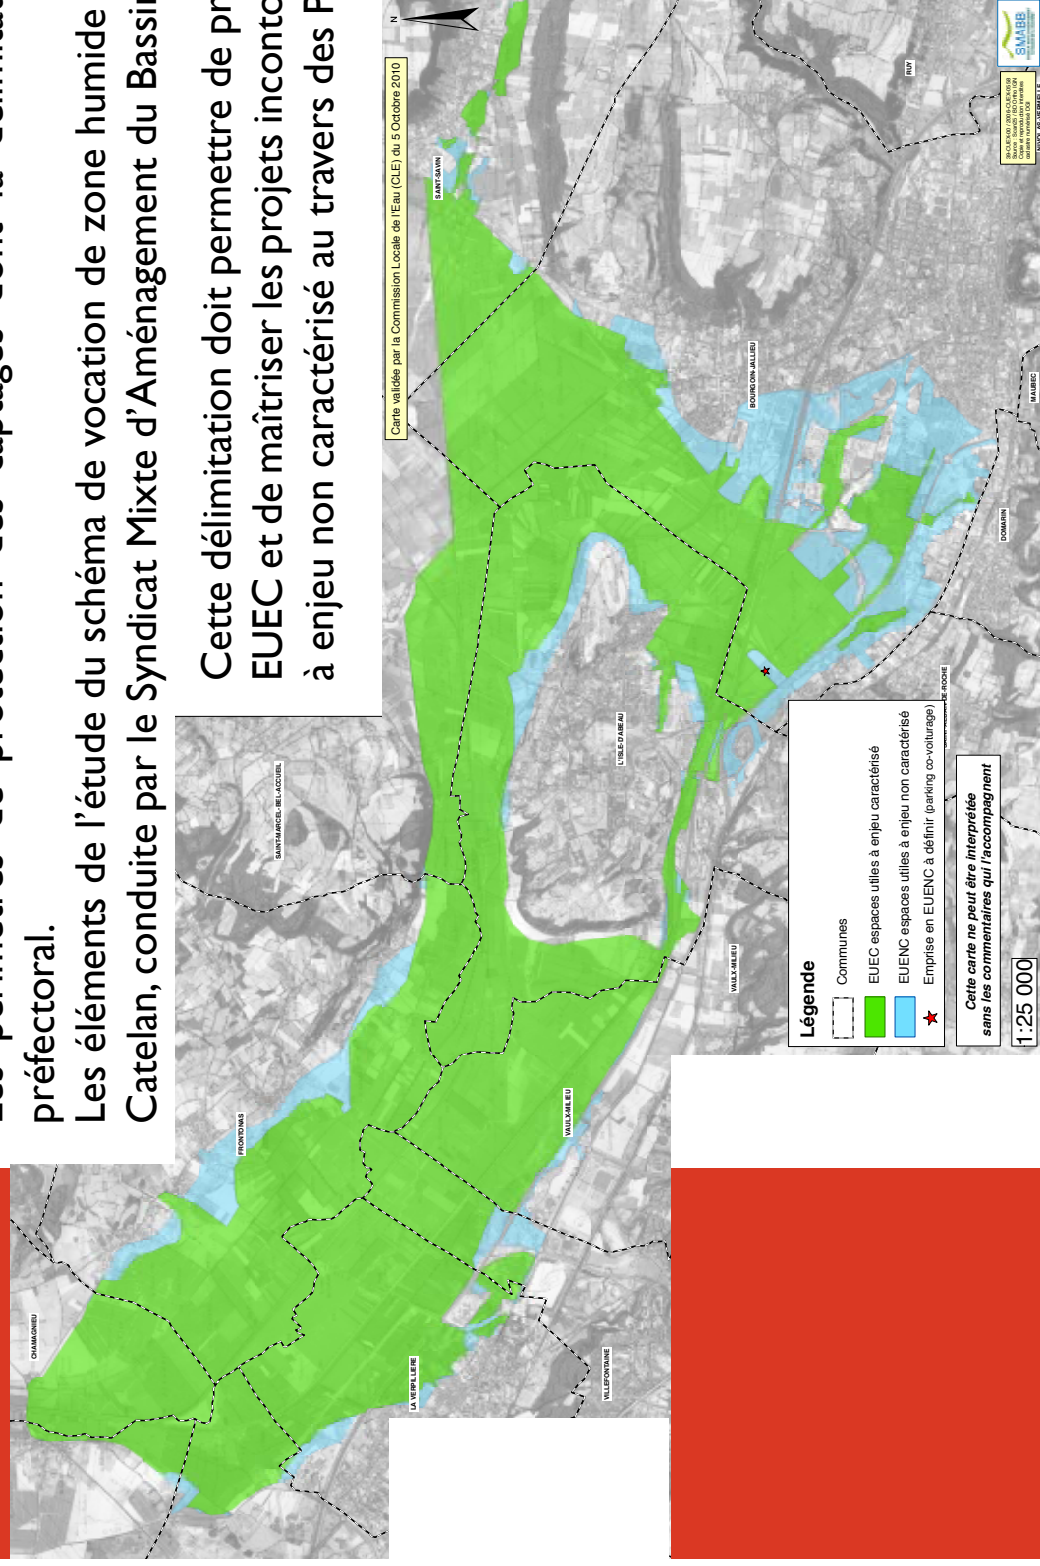 préfectoral.
Les éléments de l'étude du schéma de vocation de zone humide
Catelan, conduite par le Syndicat Mixte d'Aménagement du Bassin
Cette délimitation doit permettre de
EUEC et de maîtriser les projets
à enjeu non caractérisé au travers des
Carte validée par la Commission Locale de l'Eau (CLE) du 5 Octobre 2010
N
SAINT-SAVIN
RUY
SMABB
SAINT-MARCEL-BEL-ACCUEIL
BOURGOIN-JALLIEU
MAUBEC
DOMARIN
L'ISLE-D'ABEAU
FRONTONAS
VAULX-MILIEU
VAULX-MILIEU
CHAMAGNIEU
LA VERPILLIERE
VILLEFONTAINE
Légende
Communes
EUEC espaces utiles à enjeu caractérisé
EUENC espaces utiles à enjeu non caractérisé
Emprise en EUENC à définir (parking co-voiturage)
Cette carte ne peut être interprétée
sans les commentaires qui l'accompagnent
1:25 000